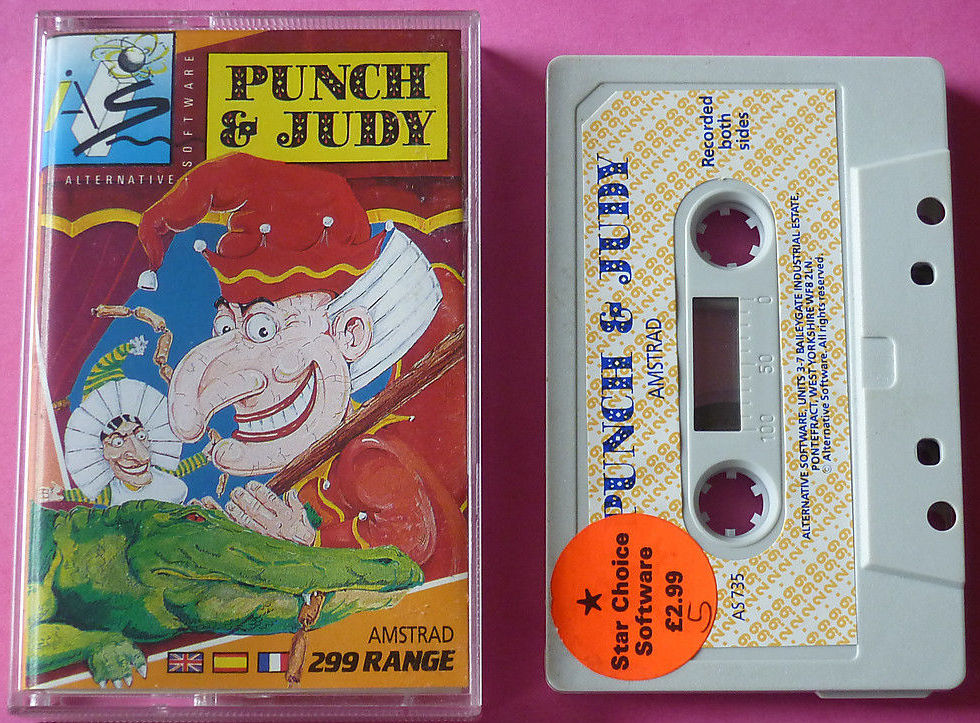 PUNCH
& JUDY
ALTERNATIVE
SOFTWARE
AMSTRAD
299 RANGE
PUNCH & JUDY
AMSTRAD
Recorded
both
sides
0
50
100
ALTERNATIVE SOFTWARE, UNITS 3-7 BAILEYGATE INDUSTRIAL ESTATE,
PONTEFRACT, WEST YORKSHIRE WF8 2LN.
© Alternative Software. All rights reserved.
AS 735
★
Star Choice
Software
£2.99
5